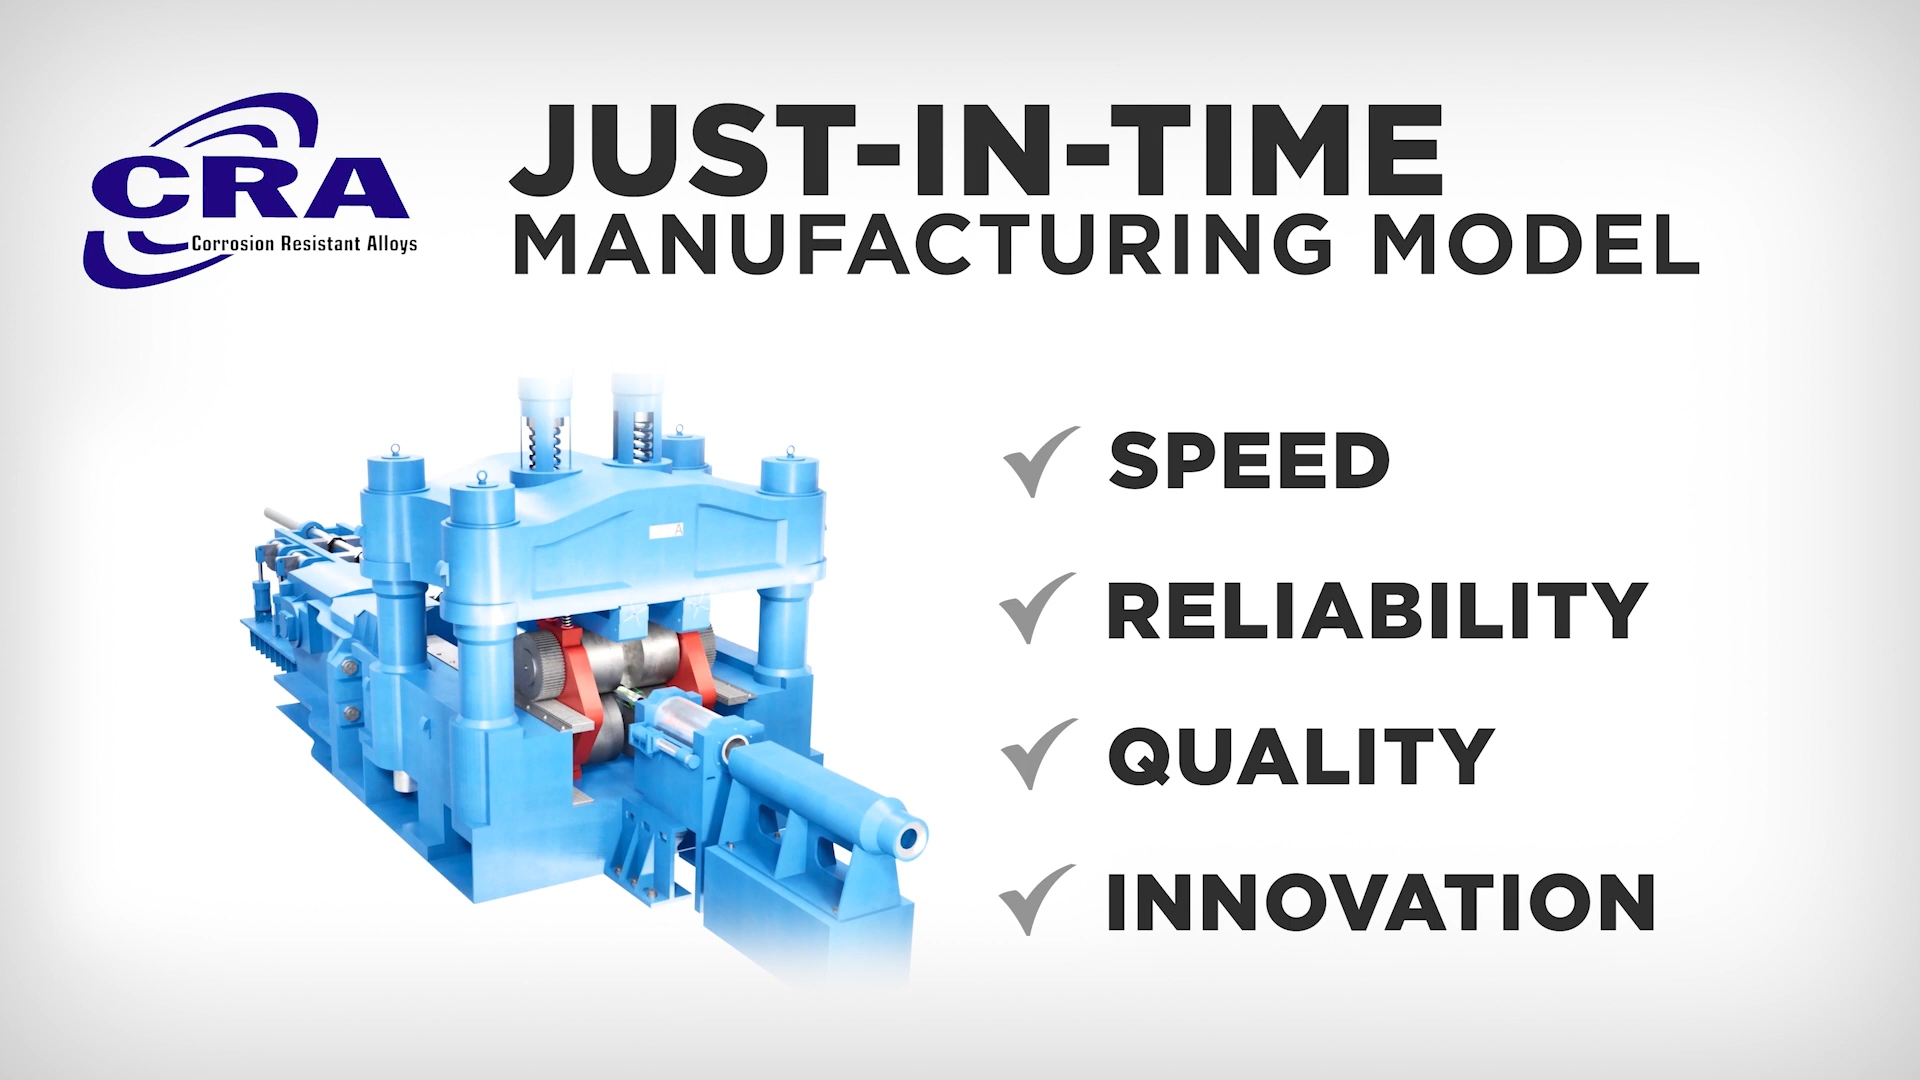 CRA
Corrosion Resistant Alloys
JUST-IN-TIME
MANUFACTURING MODEL
A
SPEED
RELIABILITY
QUALITY
INNOVATION